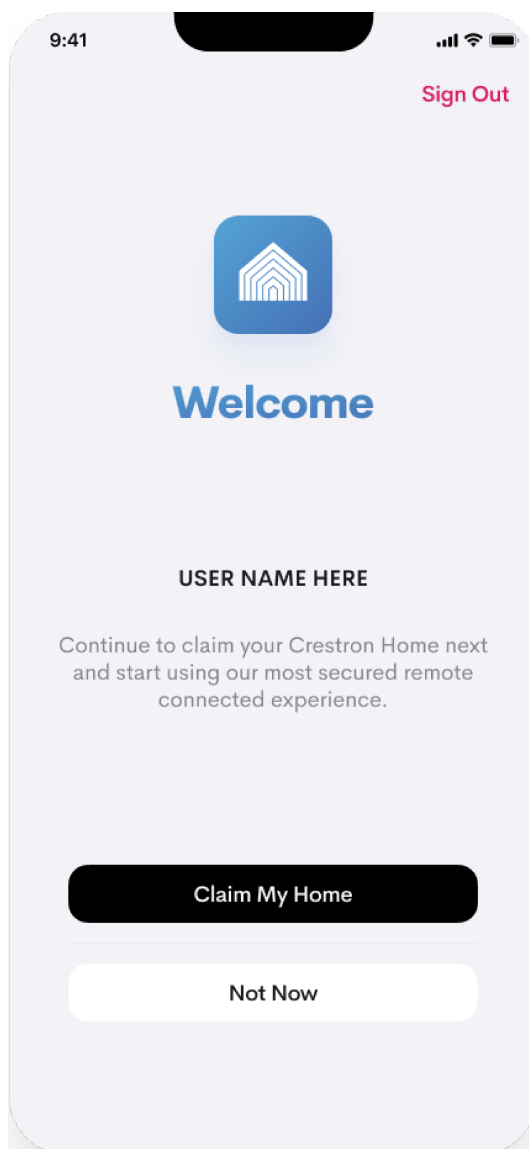 9:41
Sign Out
Welcome
USER NAME HERE
Continue to claim your Crestron Home next
and start using our most secured remote
connected experience.
Claim My Home
Not Now